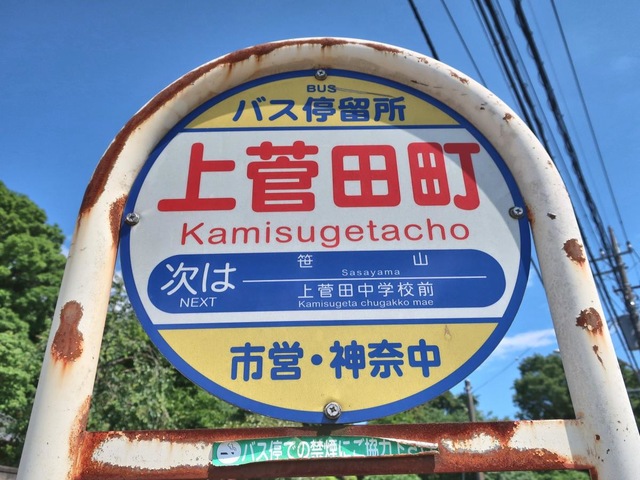 BUS
バス停留所
上菅田町
Kamisugetacho
次は
NEXT
笹山
Sasayama
上菅田中学校前
Kamisugeta chugakko mae
市営・神奈中
バス停での禁煙にご協力下さい